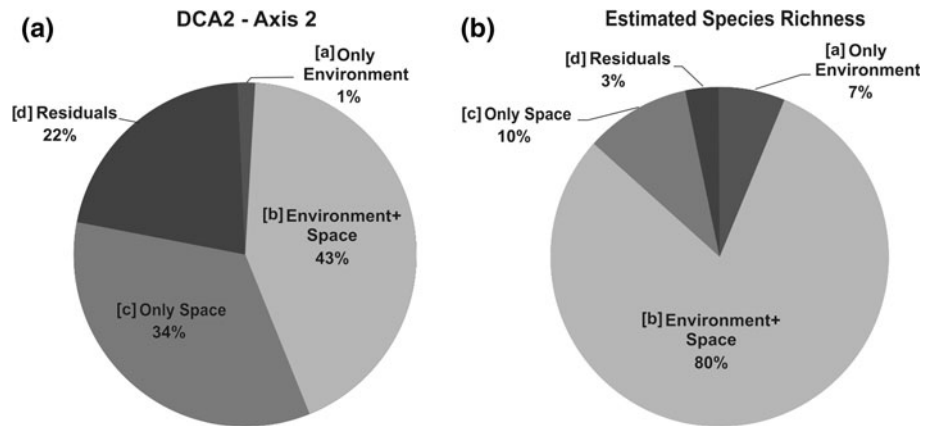 (a)
DCA2 - Axis 2
[a] Only
Environment
1%
[d] Residuals
22%
[b] Environment+
Space
43%
[c] Only Space
34%
(b)
Estimated Species Richness
[d] Residuals
3%
[a] Only
Environment
7%
[c] Only Space
10%
[b] Environment+
Space
80%